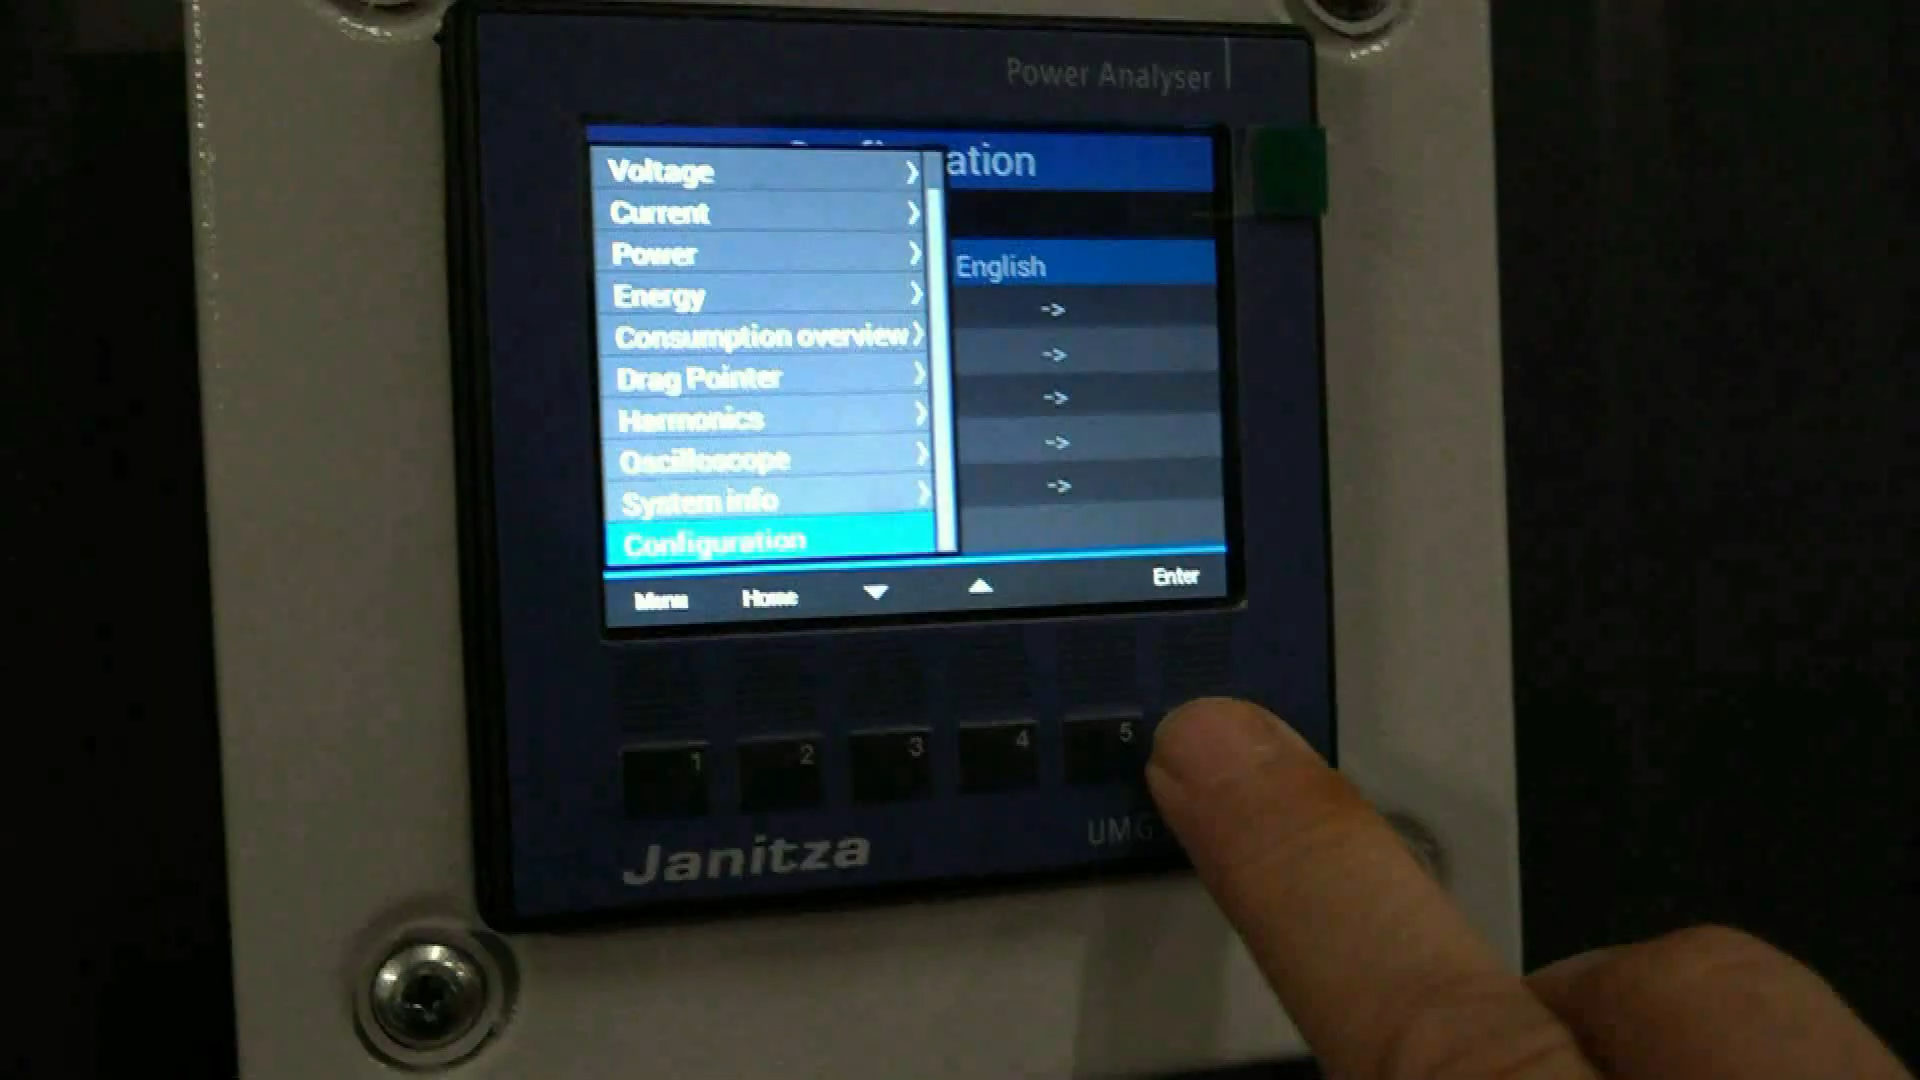 Power Analyser
ation
Voltage
Current
Power
Energy
Consumption overview
Drag Pointer
Harmonics
Oscilloscope
System info
Configuration
English
->
->
->
->
->
Menu
Home
Enter
1
2
3
4
5
Janitza
UMG